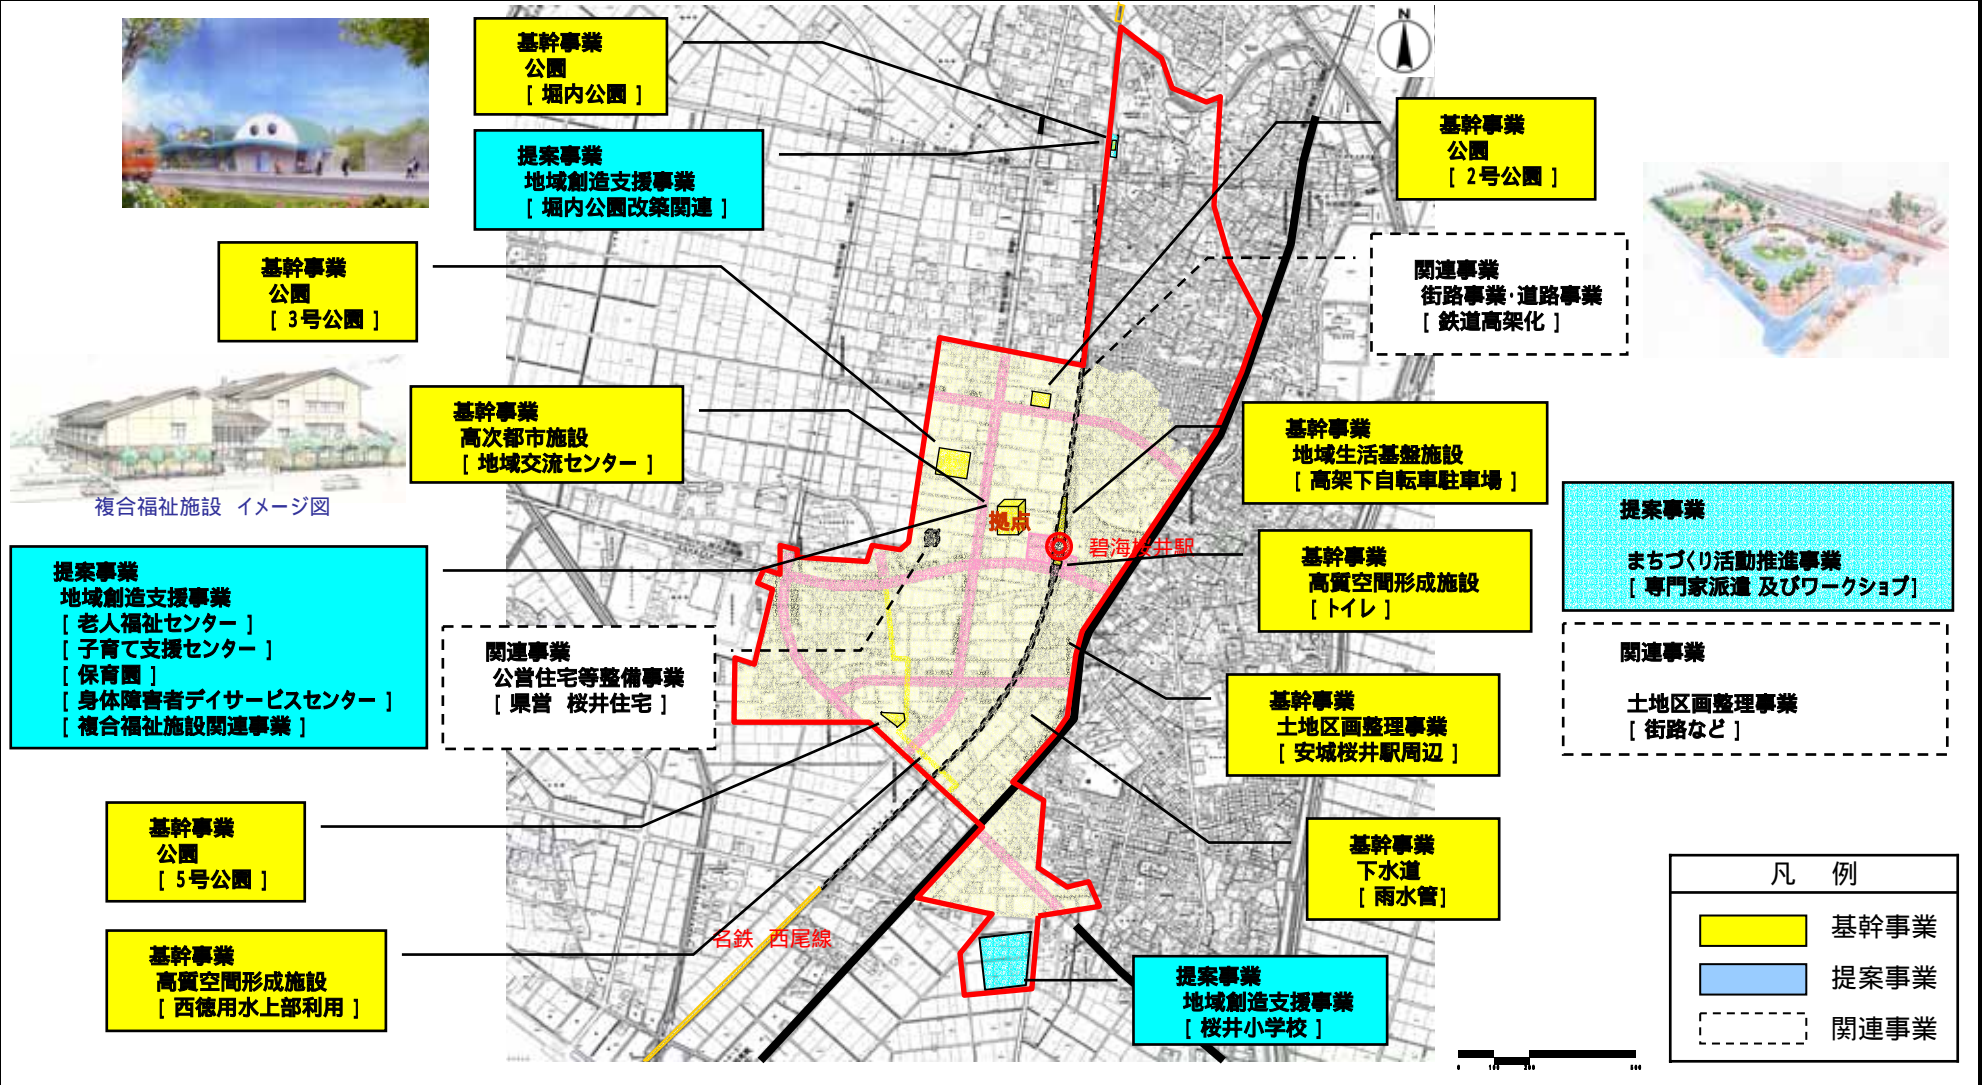 基幹事業
公園
[ 堀内公園 ]
提案事業
地域創造支援事業
[ 堀内公園改築関連 ]
N
基幹事業
公園
[ 2号公園 ]
関連事業
街路事業・道路事業
[ 鉄道高架化 ]
基幹事業
公園
[ 3号公園 ]
基幹事業
高次都市施設
[ 地域交流センター ]
複合福祉施設 イメージ図
提案事業
地域創造支援事業
[ 老人福祉センター ]
[ 子育て支援センター ]
[ 保育園 ]
[ 身体障害者デイサービスセンター ]
[ 複合福祉施設関連事業 ]
関連事業
公営住宅等整備事業
[ 県営 桜井住宅 ]
拠点
碧海桜井駅
基幹事業
地域生活基盤施設
[ 高架下自転車駐車場 ]
基幹事業
高質空間形成施設
[ トイレ ]
提案事業
まちづくり活動推進事業
[ 専門家派遣 及びワークショップ]
関連事業
土地区画整理事業
[ 街路など ]
基幹事業
土地区画整理事業
[ 安城桜井駅周辺 ]
基幹事業
公園
[ 5号公園 ]
基幹事業
下水道
[ 雨水管]
基幹事業
高質空間形成施設
[ 西徳用水上部利用 ]
名鉄 西尾線
提案事業
地域創造支援事業
[ 桜井小学校 ]
凡 例
基幹事業
提案事業
関連事業